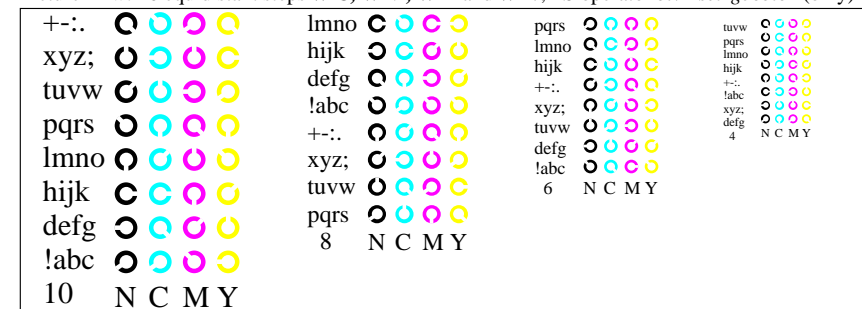 +-:.
xyz;
tuvw
pqrs
lmno
hijk
defg
!abc
10 N C M Y
lmno
hijk
defg
!abc
+-:.
xyz;
tuvw
pqrs
8 N C M Y
pqrs
lmno
hijk
+-:.
xyz;
tuvw
defg
!abc
6 N C M Y
tuvw
pqrs
lmno
hijk
+-:.
!abc
xyz;
defg
4 N C M Y